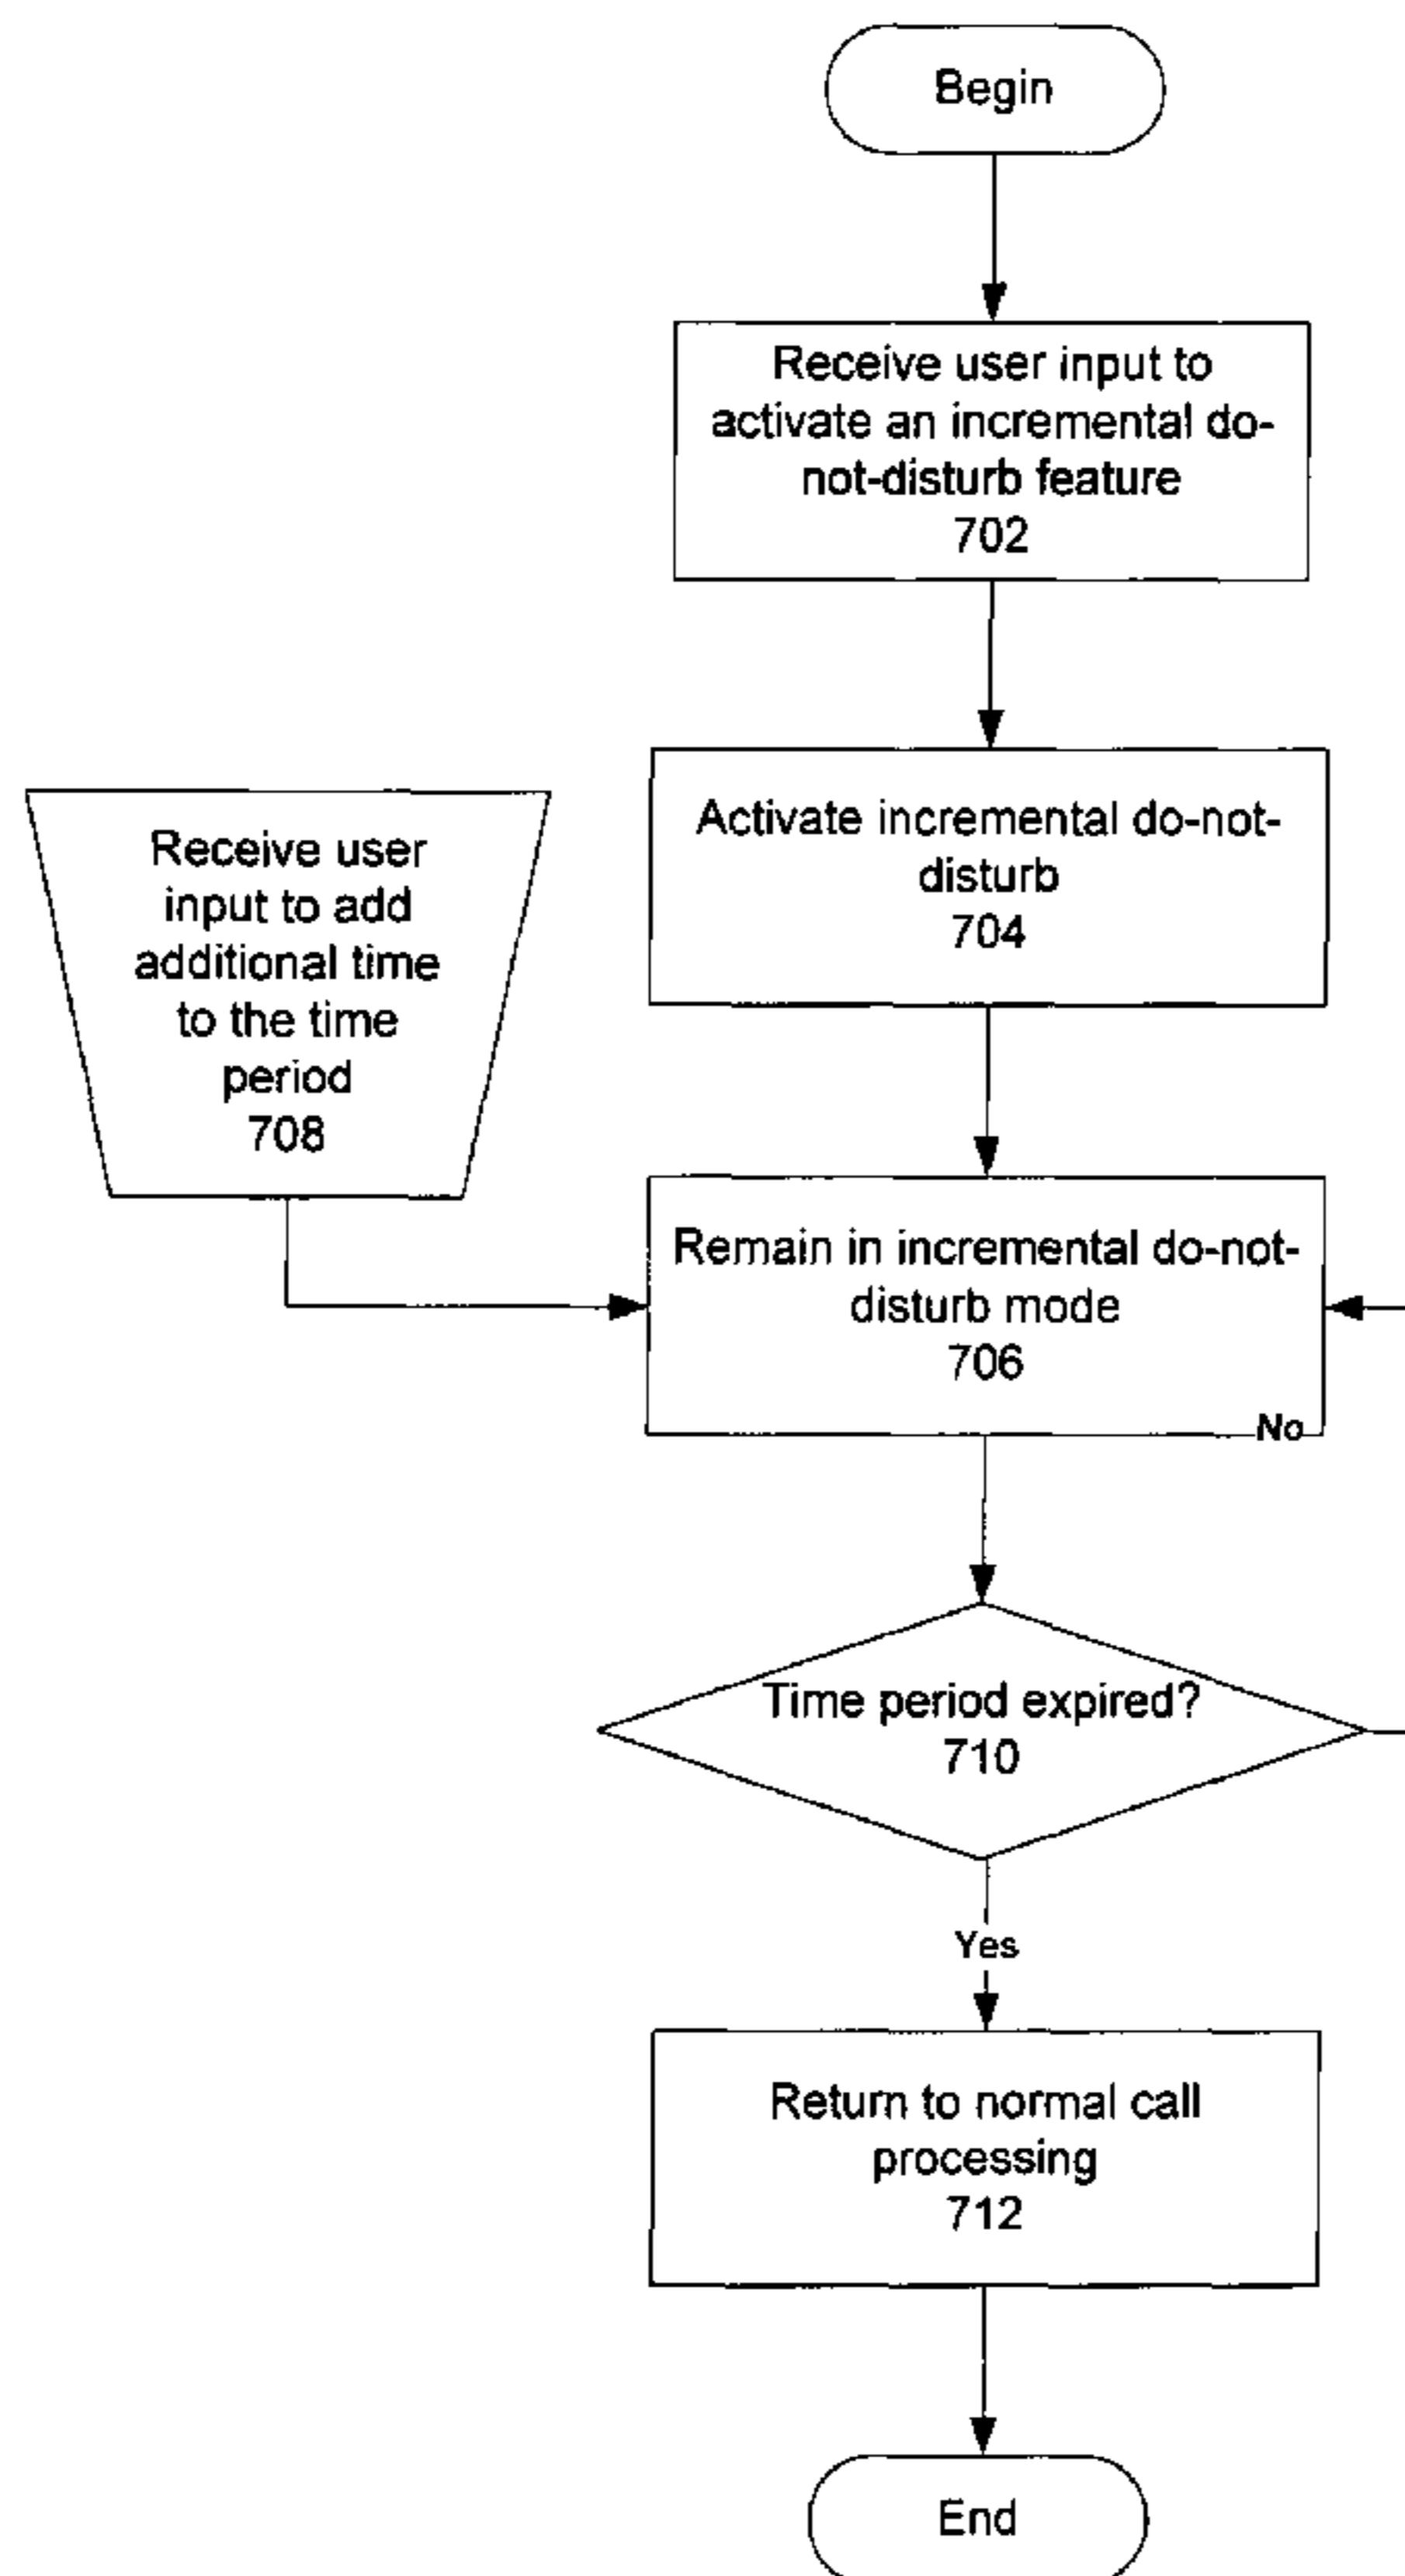 Begin
Receive user input to
activate an incremental do-
not-disturb feature
702
Activate incremental do-not-
disturb
704
Receive user
input to add
additional time
to the time
period
708
Remain in incremental do-not-
disturb mode
706
No
Time period expired?
710
Yes
Return to normal call
processing
712
End